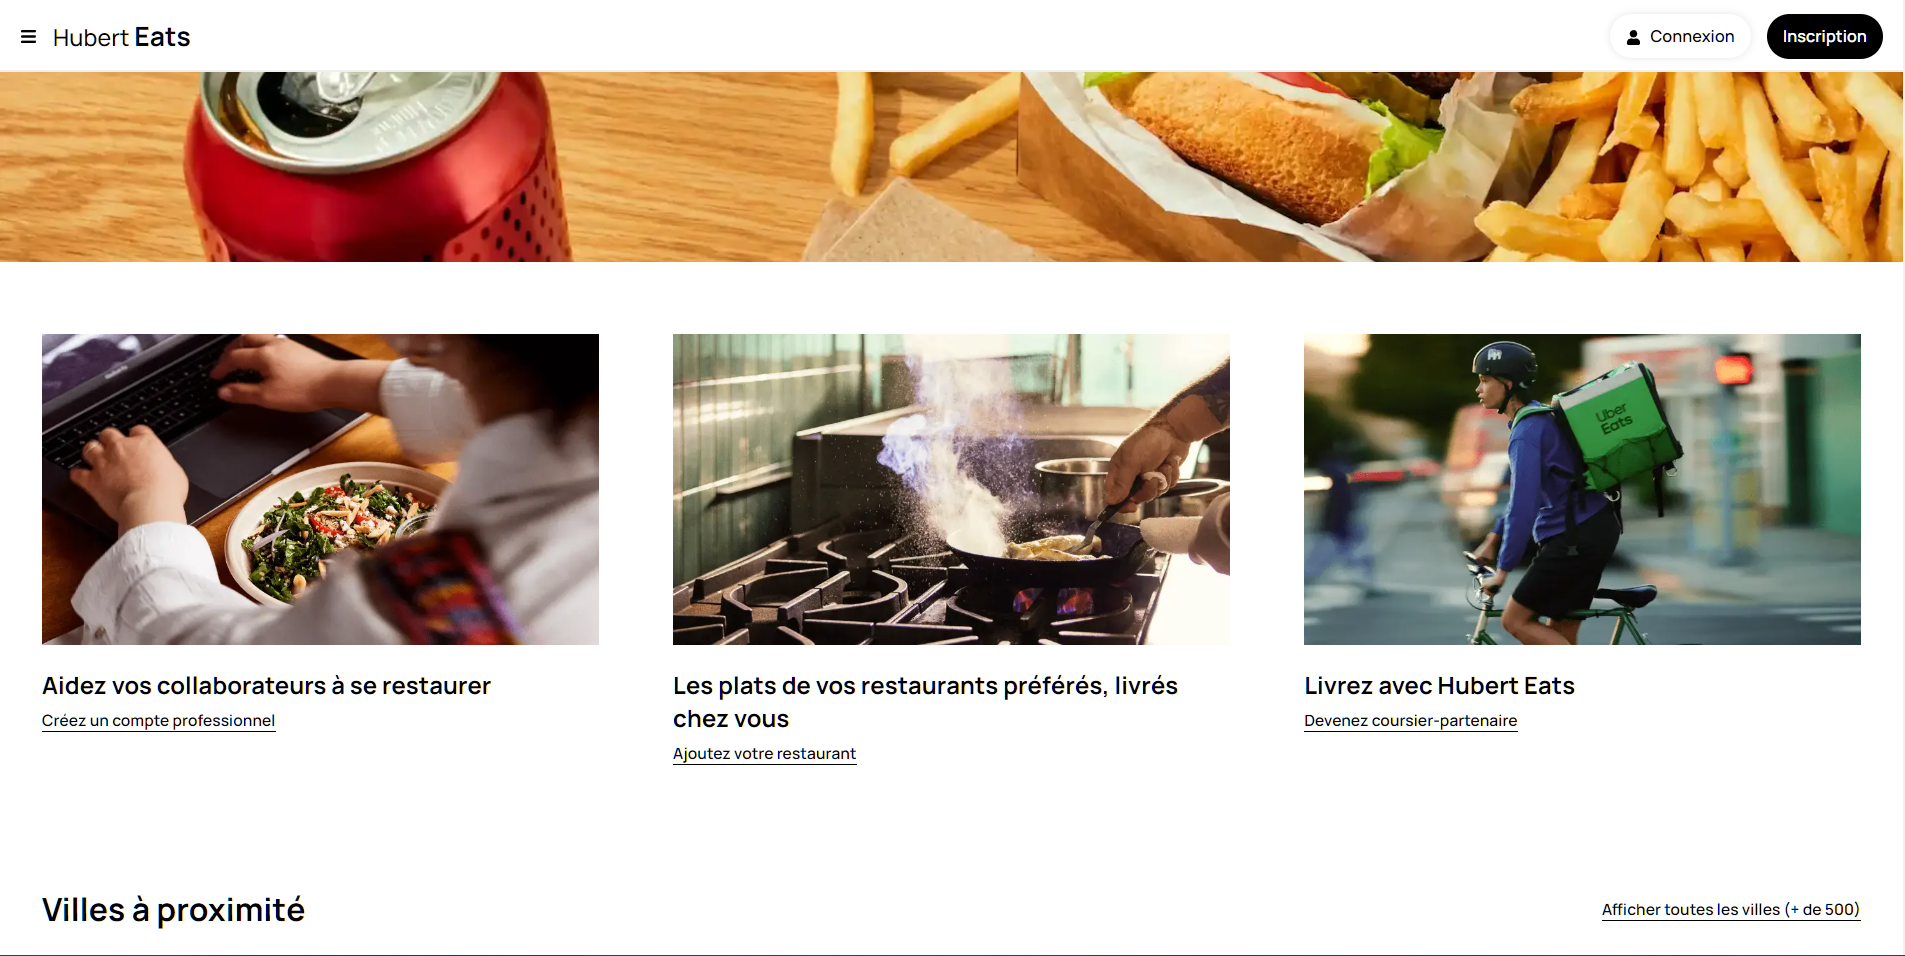 Hubert Eats
Connexion
Inscription
Uber
Eats
Aidez vos collaborateurs à se restaurer
Créez un compte professionnel
Les plats de vos restaurants préférés, livrés
chez vous
Ajoutez votre restaurant
Livrez avec Hubert Eats
Devenez coursier-partenaire
Villes à proximité
Afficher toutes les villes (+ de 500)